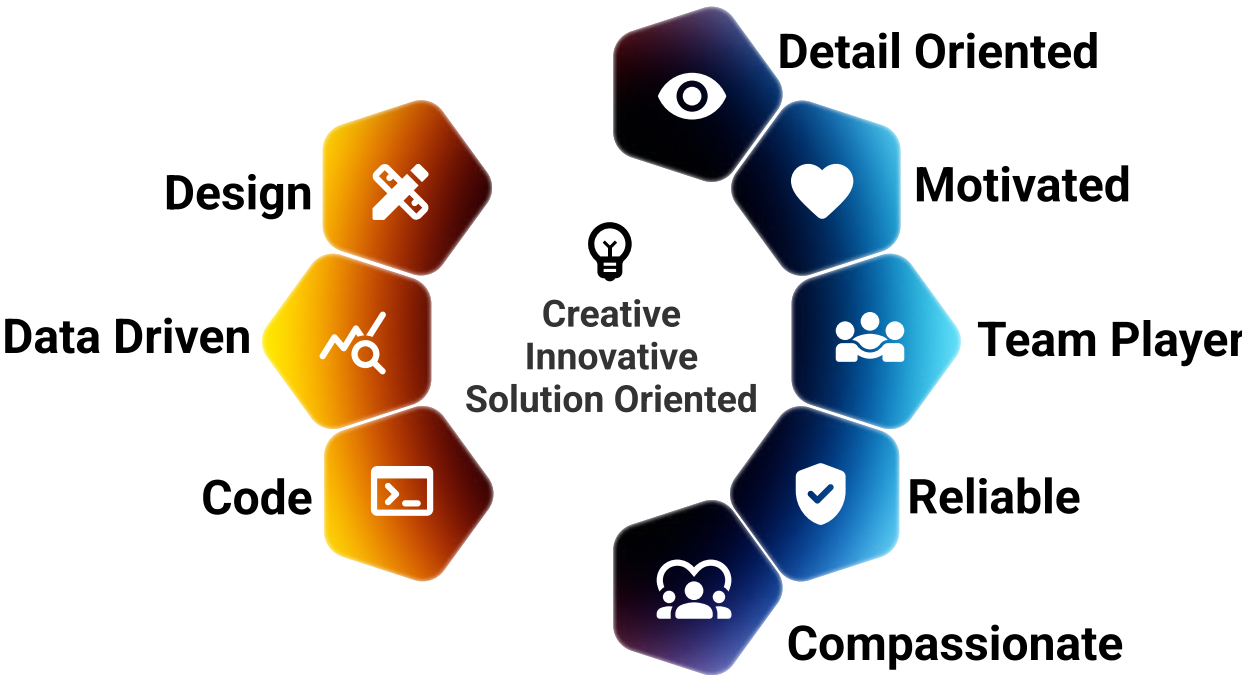 Detail Oriented
Motivated
Design
Creative
Innovative
Solution Oriented
Data Driven
Team Player
Code
Reliable
Compassionate